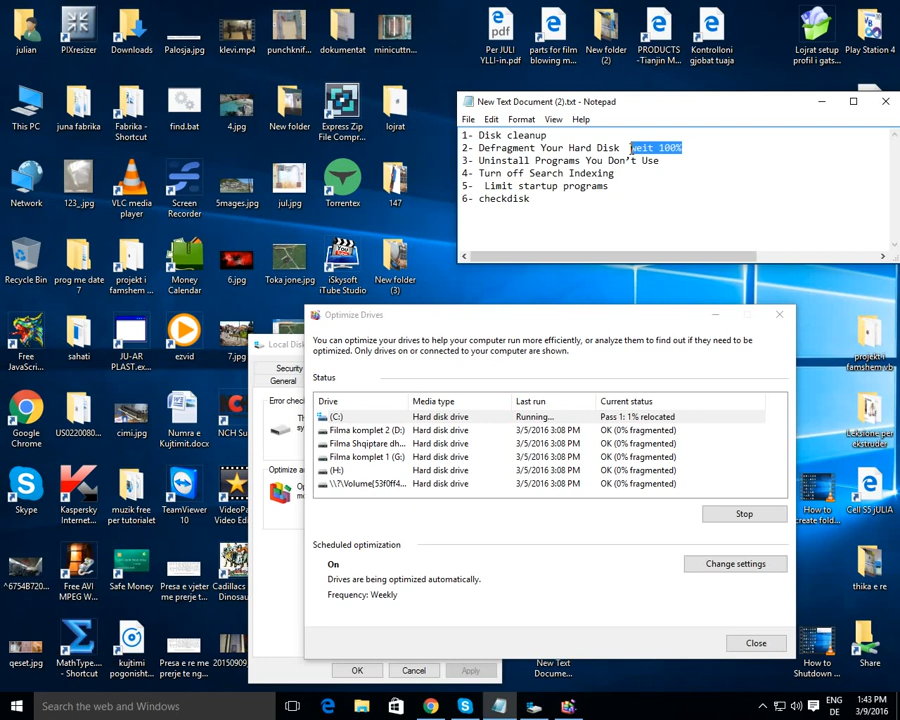 julian
PIXresizer
Downloads
Palosja.jpg
klevi.mp4
punchknif...
dokumentat
minicuttn...
Per JULI
YLLI-in.pdf
parts for film
blowing m...
New folder
(2)
PRODUCTS
-Tianjin M...
Kontrolloni
gjobat tuaja
Lojrat setup
profil i gats...
Play Station 4
This PC
juna fabrika
Fabrika -
Shortcut
find.bat
4.jpg
New folder
Express Zip
File Compr...
lojrat
New Text Document (2).txt - Notepad
File Edit Format View Help
1- Disk cleanup
2- Defragment Your Hard Disk weit 100%
3- Uninstall Programs You Don't Use
4- Turn off Search Indexing
5- Limit startup programs
6- checkdisk
Network
123_.jpg
VLC media
player
Screen
Recorder
5mages.jpg
jul.jpg
Torrentex
147
Recycle Bin
prog me date
7
projekt i
famshem ...
Money
Calendar
6.jpg
Toka jone.jpg
iSkysoft
iTube Studio
New folder
(3)
Free
JavaScri...
sahati
JU-AR
PLAST.ex...
ezvid
7.jpg
projekt i
famshem vb
Local Disk
Security
General
Error check
Optimize a
OK
Cancel
Apply
Optimize Drives
You can optimize your drives to help your computer run more efficiently, or analyze them to find out if they need to be
optimized. Only drives on or connected to your computer are shown.
Status
Drive Media type Last run Current status
(C:) Hard disk drive Running... Pass 1: 1% relocated
Filma komplet 2 (D:) Hard disk drive 3/5/2016 3:08 PM OK (0% fragmented)
Filma Shqiptare dh... Hard disk drive 3/5/2016 3:08 PM OK (0% fragmented)
Filma komplet 1 (G:) Hard disk drive 3/5/2016 3:08 PM OK (0% fragmented)
(H:) Hard disk drive 3/5/2016 3:08 PM OK (0% fragmented)
\\?\Volume{53f0ff4... Hard disk drive 3/5/2016 3:08 PM OK (0% fragmented)
Stop
Scheduled optimization
On
Drives are being optimized automatically.
Frequency: Weekly
Change settings
Close
Google
Chrome
US0220080...
cimi.jpg
Numra e
Kujtimit.docx
NCH Su
Leksione per
ekstruder
Skype
Kaspersky
Internet...
muzik free
per tutorialet
TeamViewer
10
VideoPa
Video Edi
How to
create fold...
Cell S5 jULIA
^6754B720...
Free AVI
MPEG W...
Safe Money
Presa e vjeter
me prerje t...
Cadillacs
Dinosau
thika e re
qeset.jpg
MathType...
- Shortcut
kujtimi
pogonisht...
Presa e re me
prerje te ng...
20150909_
New Text
Docume...
How to
Shutdown ...
Share
Search the web and Windows
ENG
DE
1:43 PM
3/9/2016